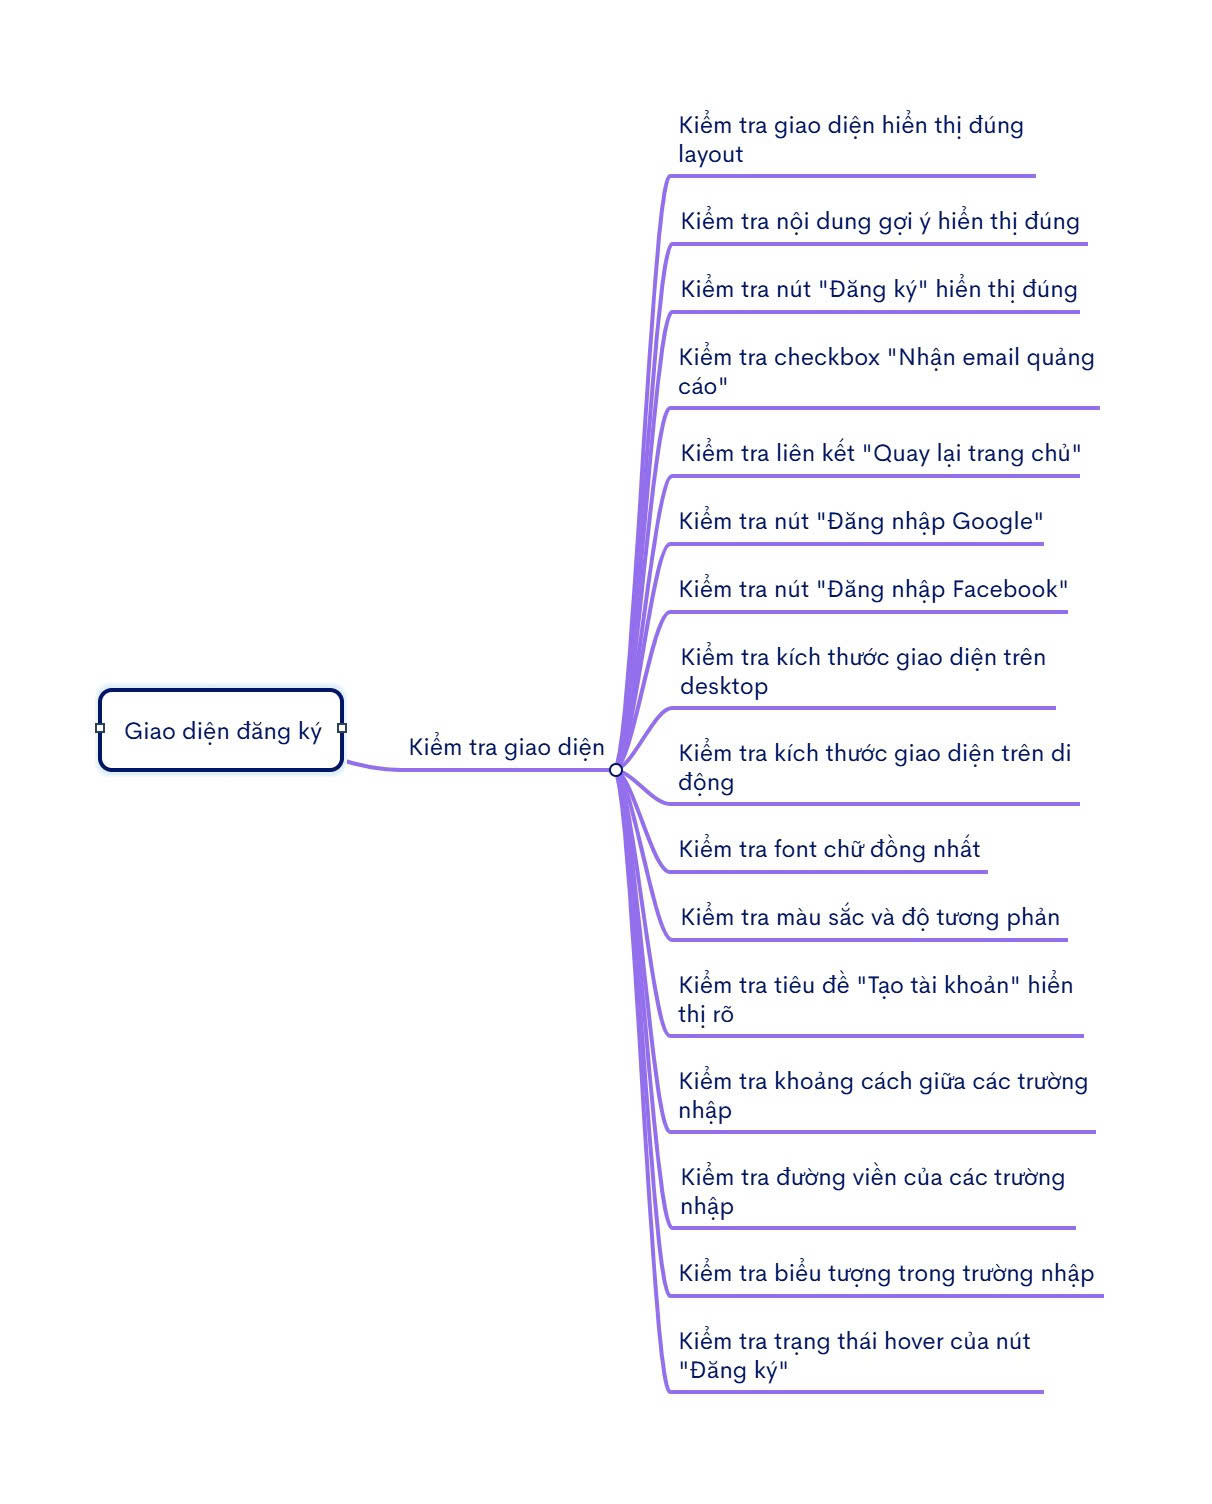 Kiểm tra giao diện hiển thị đúng
layout
Kiểm tra nội dung gợi ý hiển thị đúng
Kiểm tra nút "Đăng ký" hiển thị đúng
Kiểm tra checkbox "Nhận email quảng
cáo"
Kiểm tra liên kết "Quay lại trang chủ"
Kiểm tra nút "Đăng nhập Google"
Kiểm tra nút "Đăng nhập Facebook"
Kiểm tra kích thước giao diện trên
desktop
Giao diện đăng ký
Kiểm tra giao diện
Kiểm tra kích thước giao diện trên di
động
Kiểm tra font chữ đồng nhất
Kiểm tra màu sắc và độ tương phản
Kiểm tra tiêu đề "Tạo tài khoản" hiển
thị rõ
Kiểm tra khoảng cách giữa các trường
nhập
Kiểm tra đường viền của các trường
nhập
Kiểm tra biểu tượng trong trường nhập
Kiểm tra trạng thái hover của nút
"Đăng ký"